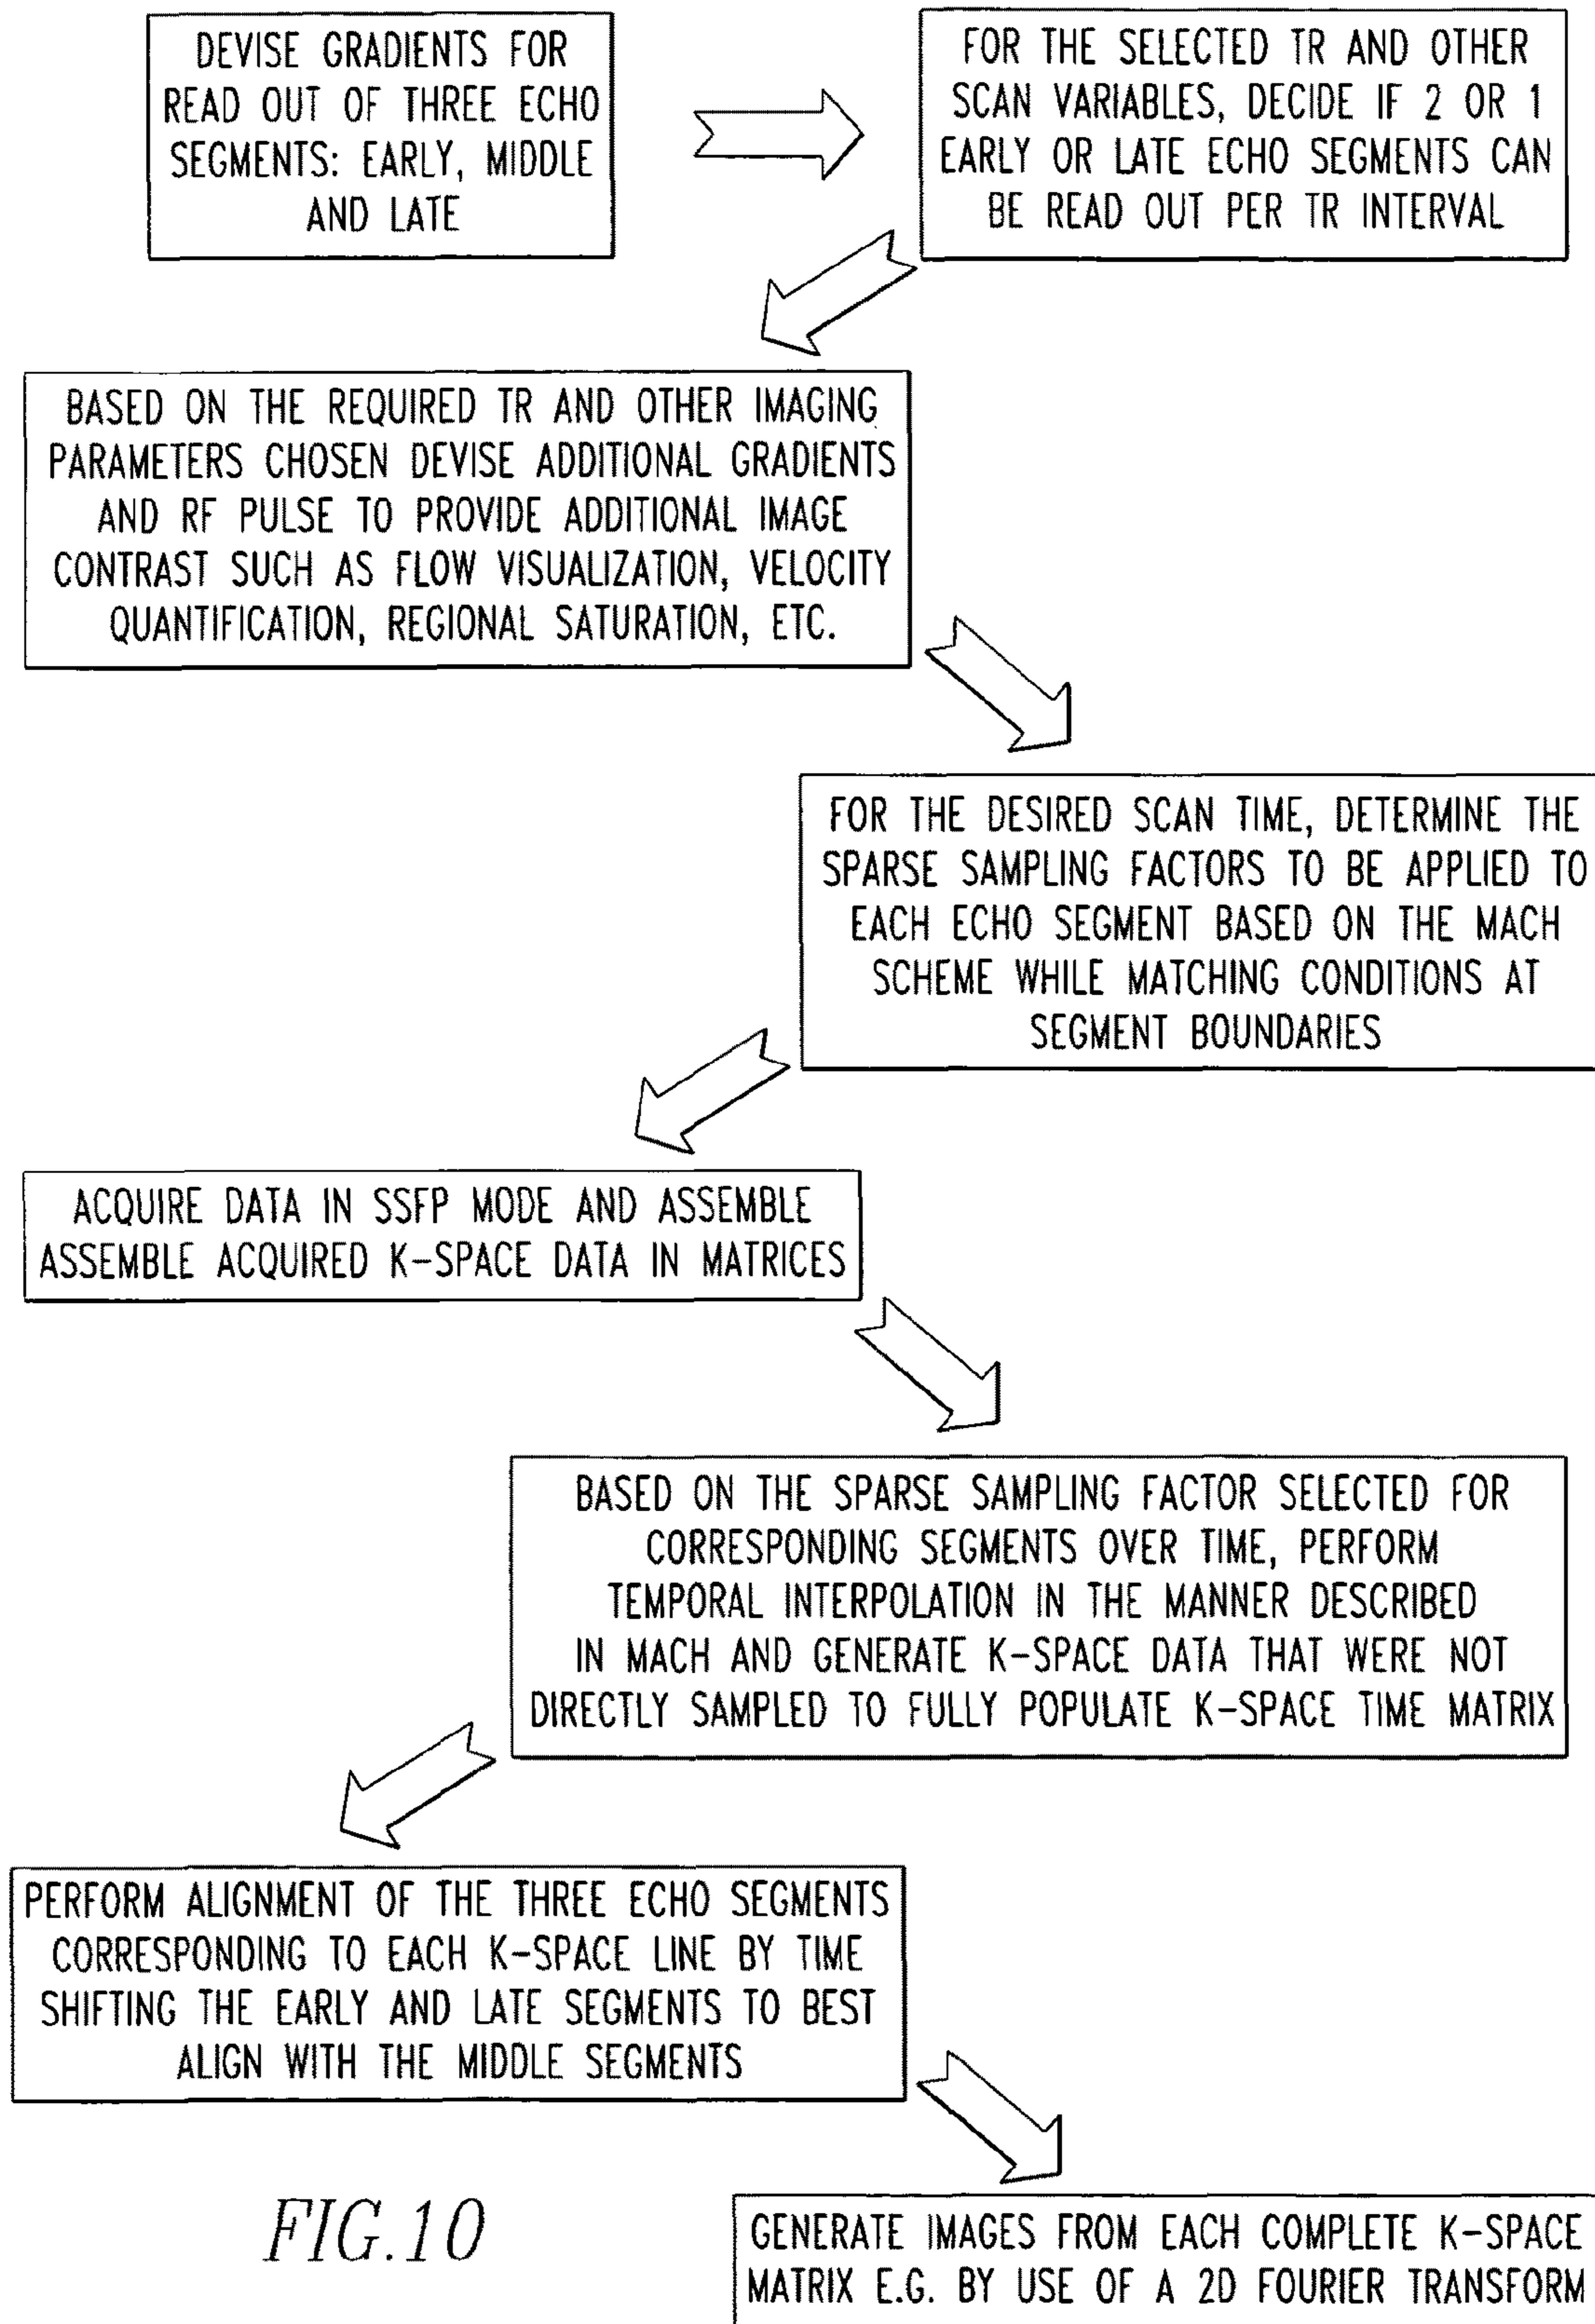 DEVISE GRADIENTS FOR
READ OUT OF THREE ECHO
SEGMENTS: EARLY, MIDDLE
AND LATE
FOR THE SELECTED TR AND OTHER
SCAN VARIABLES, DECIDE IF 2 OR 1
EARLY OR LATE ECHO SEGMENTS CAN
BE READ OUT PER TR INTERVAL
BASED ON THE REQUIRED TR AND OTHER IMAGING
PARAMETERS CHOSEN DEVISE ADDITIONAL GRADIENTS
AND RF PULSE TO PROVIDE ADDITIONAL IMAGE
CONTRAST SUCH AS FLOW VISUALIZATION, VELOCITY
QUANTIFICATION, REGIONAL SATURATION, ETC.
FOR THE DESIRED SCAN TIME, DETERMINE THE
SPARSE SAMPLING FACTORS TO BE APPLIED TO
EACH ECHO SEGMENT BASED ON THE MACH
SCHEME WHILE MATCHING CONDITIONS AT
SEGMENT BOUNDARIES
ACQUIRE DATA IN SSFP MODE AND ASSEMBLE
ASSEMBLE ACQUIRED K-SPACE DATA IN MATRICES
BASED ON THE SPARSE SAMPLING FACTOR SELECTED FOR
CORRESPONDING SEGMENTS OVER TIME, PERFORM
TEMPORAL INTERPOLATION IN THE MANNER DESCRIBED
IN MACH AND GENERATE K-SPACE DATA THAT WERE NOT
DIRECTLY SAMPLED TO FULLY POPULATE K-SPACE TIME MATRIX
PERFORM ALIGNMENT OF THE THREE ECHO SEGMENTS
CORRESPONDING TO EACH K-SPACE LINE BY TIME
SHIFTING THE EARLY AND LATE SEGMENTS TO BEST
ALIGN WITH THE MIDDLE SEGMENTS
GENERATE IMAGES FROM EACH COMPLETE K-SPACE
MATRIX E.G. BY USE OF A 2D FOURIER TRANSFORM
FIG.10